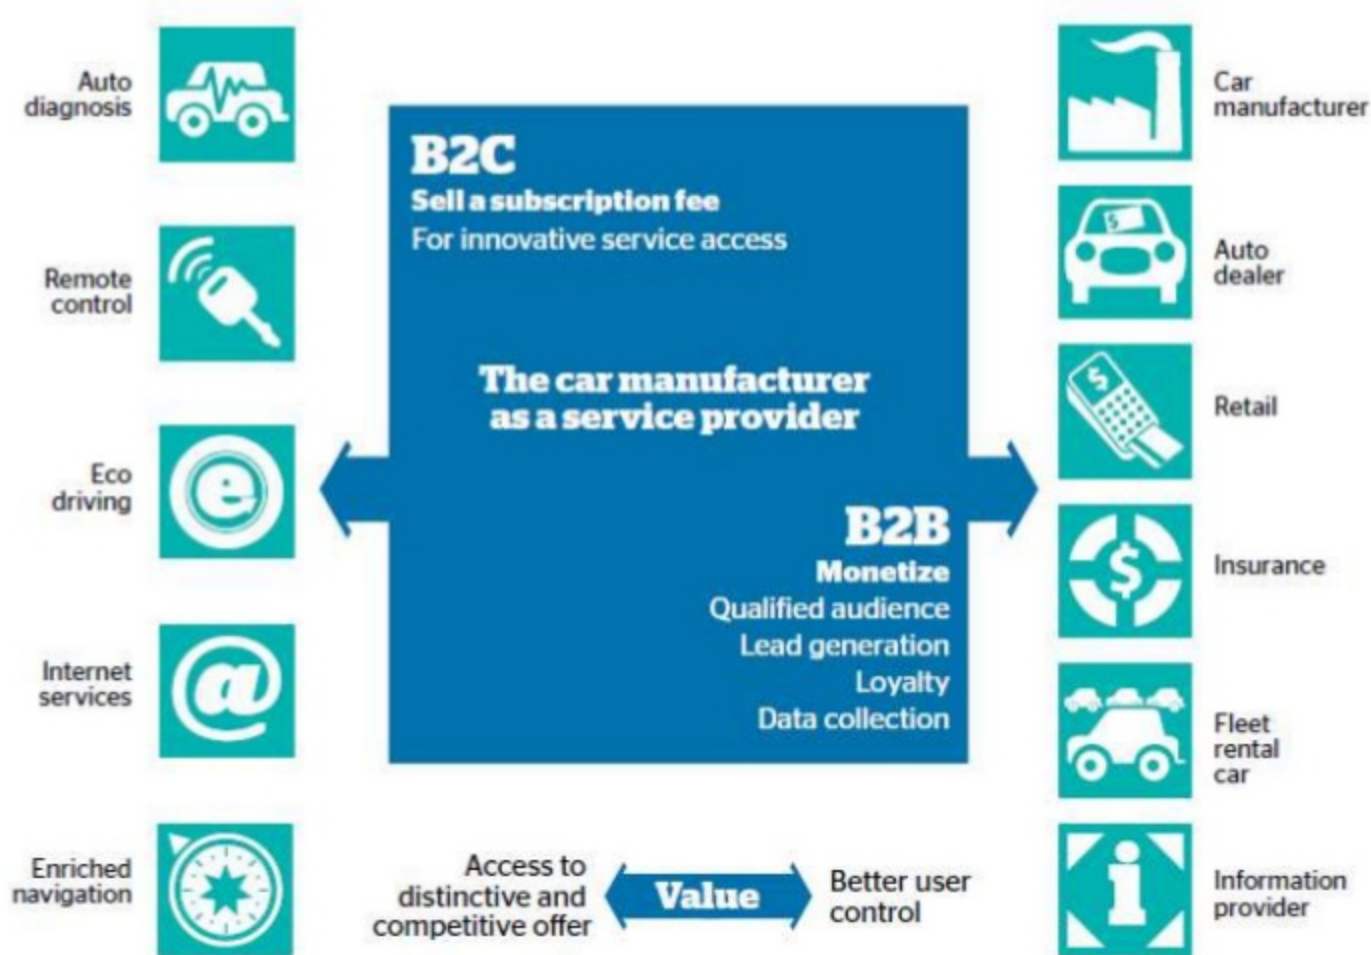 Auto
diagnosis
Remote
control
Eco
driving
Internet
services
Enriched
navigation
B2C
Sell a subscription fee
For innovative service access
The car manufacturer
as a service provider
B2B
Monetize
Qualified audience
Lead generation
Loyalty
Data collection
Access to
distinctive and
competitive offer
Value
Better user
control
Car
manufacturer
Auto
dealer
Retail
Insurance
Fleet
rental
car
Information
provider